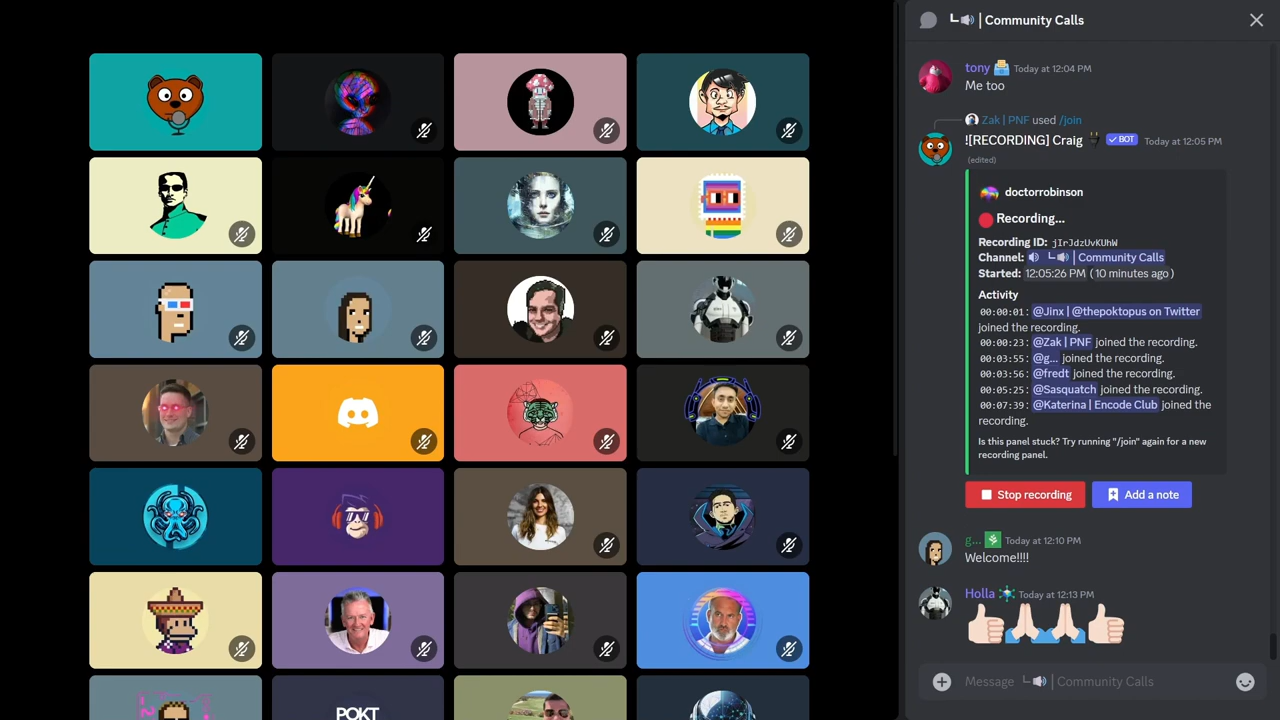 ┗🔊 | Community Calls
tony Today at 12:04 PM
Me too
Zak | PNF used /join
![RECORDING] Craig ✓ BOT Today at 12:05 PM
(edited)
doctorrobinson
Recording...
Recording ID: jIrJdzUvKUhW
Channel: ┗🔊 | Community Calls
Started: 12:05:26 PM (10 minutes ago)
Activity
00:00:01: @Jinx | @thepoktopus on Twitter
joined the recording.
00:00:23: @Zak | PNF joined the recording.
00:03:55: @g... joined the recording.
00:03:56: @fredt joined the recording.
00:05:25: @Sasquatch joined the recording.
00:07:39: @Katerina | Encode Club joined the
recording.
Is this panel stuck? Try running "/join" again for a new
recording panel.
Stop recording
Add a note
g... Today at 12:10 PM
Welcome!!!!
Holla Today at 12:13 PM
👍🏻🙏🏻🙏🏻👍🏻
Message ┗🔊 | Community Calls
POKT